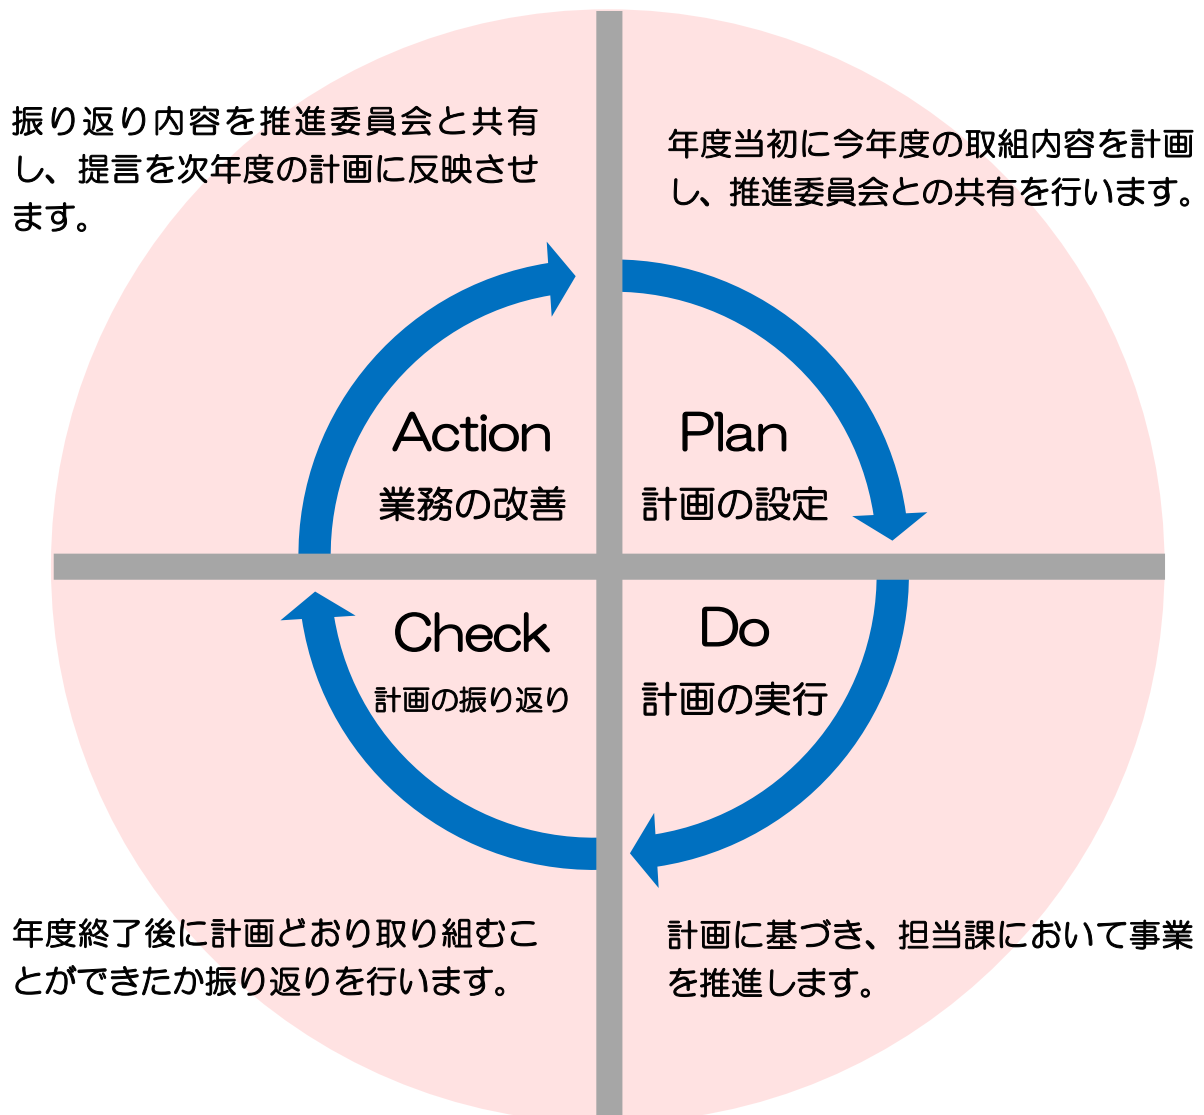 振り返り内容を推進委員会と共有
し、提言を次年度の計画に反映させ
ます。
年度当初に今年度の取組内容を計画
し、推進委員会との共有を行います。
Action
業務の改善
Plan
計画の設定
Check
計画の振り返り
Do
計画の実行
年度終了後に計画どおり取り組むこ
とができたか振り返りを行います。
計画に基づき、担当課において事業
を推進します。